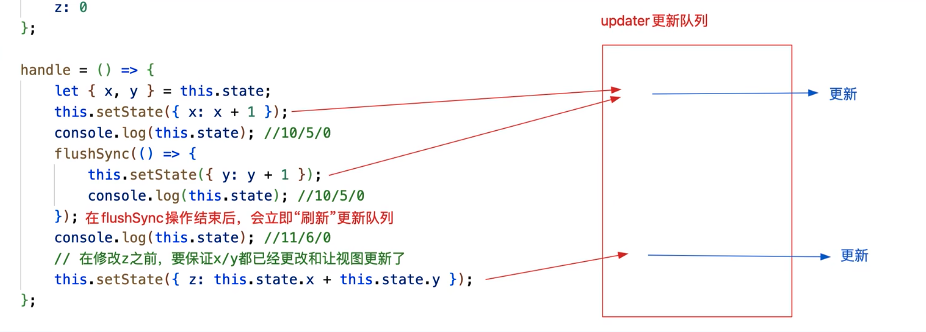 z: 0
};
updater更新队列
handle = () => {
    let { x, y } = this.state;
    this.setState({ x: x + 1 });
    console.log(this.state); //10/5/0
    flushSync(() => {
        this.setState({ y: y + 1 });
        console.log(this.state); //10/5/0
    }); 在flushSync操作结束后，会立即“刷新”更新队列
    console.log(this.state); //11/6/0
    // 在修改z之前，要保证x/y都已经更改和让视图更新了
    this.setState({ z: this.state.x + this.state.y });
};
更新
更新